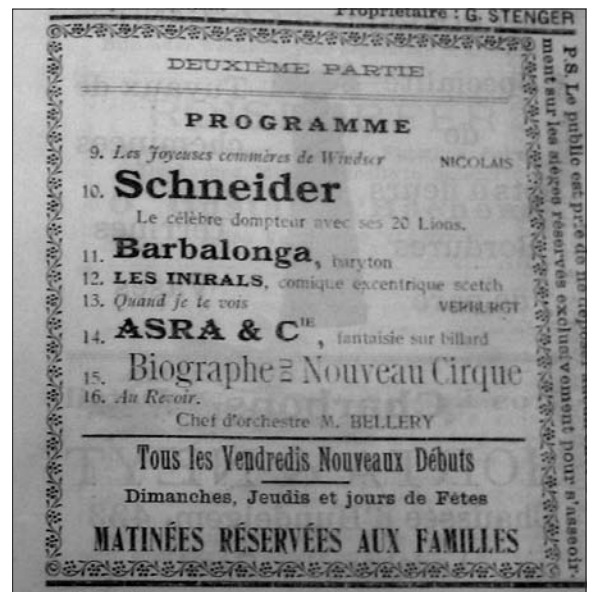 Propriétaire : G. STENGER
DEUXIÈME PARTIE
PROGRAMME
9. Les Joyeuses commères de Windsor NICOLAIS
10. Schneider
Le célèbre dompteur avec ses 20 Lions.
11. Barbalonga, baryton
12. LES INIRALS, comique excentrique scetch
13. Quand je te vois VERBURGT
14. ASRA & CIE, fantaisie sur billard
15. Biographe DU Nouveau Cirque
16. Au Revoir.
Chef d'orchestre M. BELLERY
Tous les Vendredis Nouveaux Débuts
Dimanches, Jeudis et jours de Fêtes
MATINÉES RÉSERVÉES AUX FAMILLES
P.S. Le public est prié de ne déposer
ment sur les sièges réservés exclusivement pour s'asseoir.